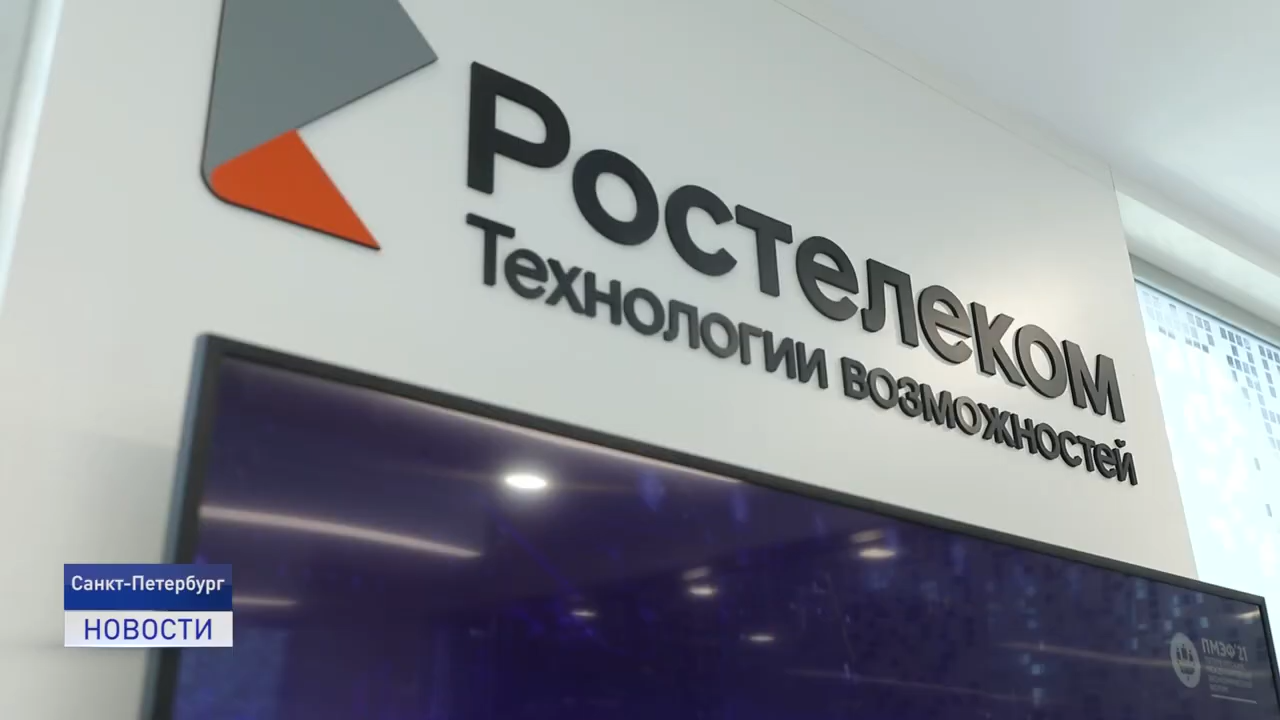 Ростелеком
Технологии возможностей
Санкт-Петербург
НОВОСТИ
ПМЭФ'21